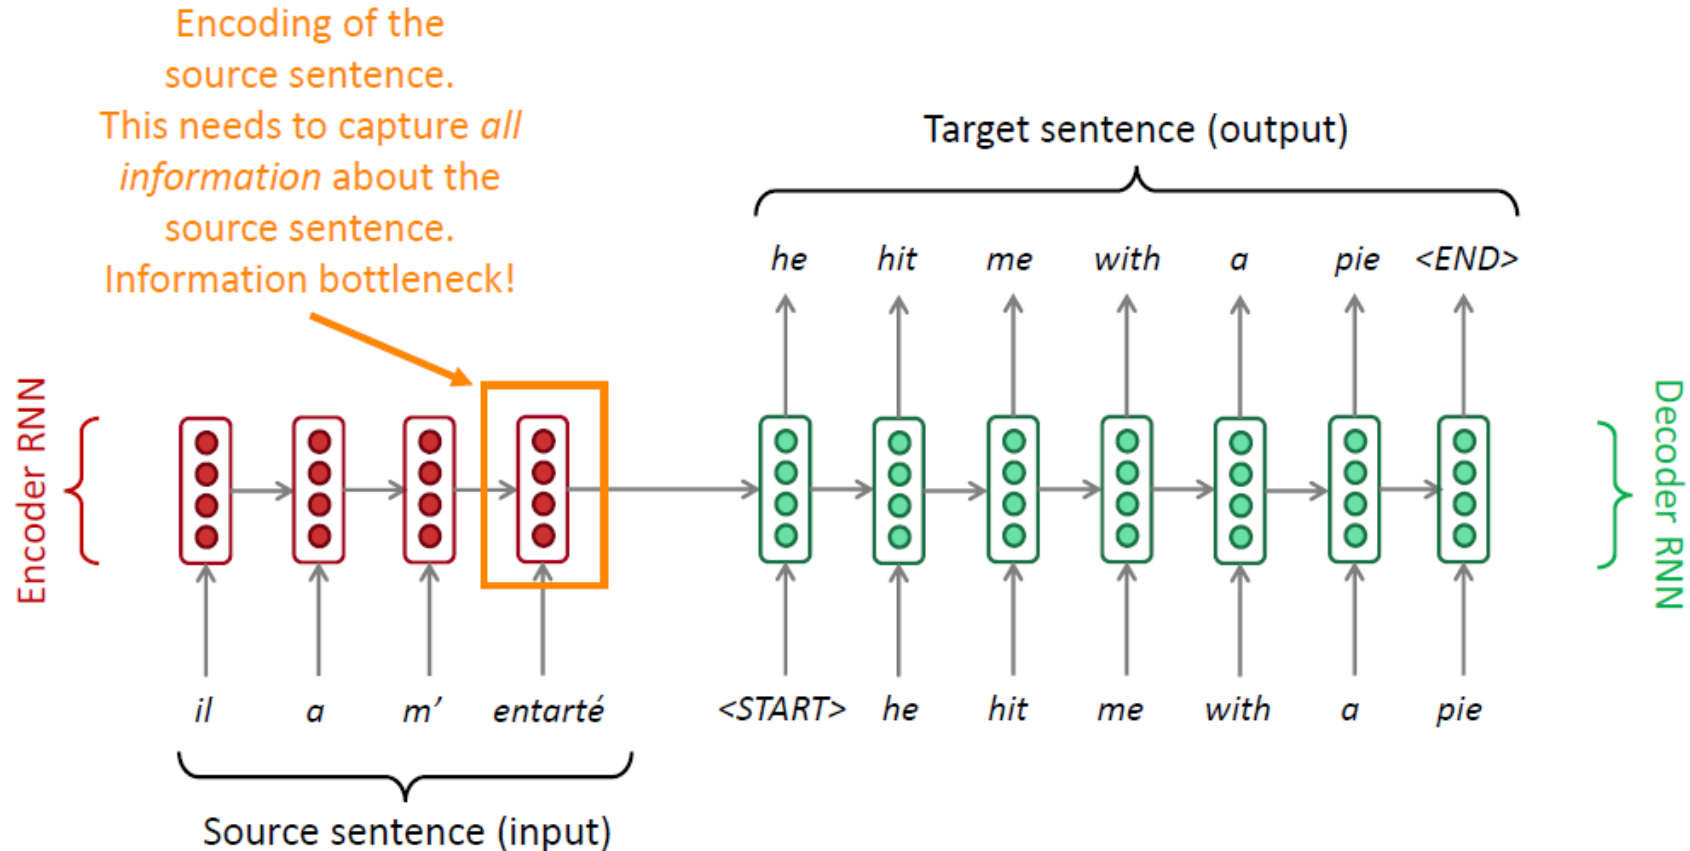 Encoding of the
source sentence.
This needs to capture all
information about the
source sentence.
Information bottleneck!
Target sentence (output)
he hit me with a pie <END>
Encoder RNN
Decoder RNN
il a m’ entarté
<START> he hit me with a pie
Source sentence (input)